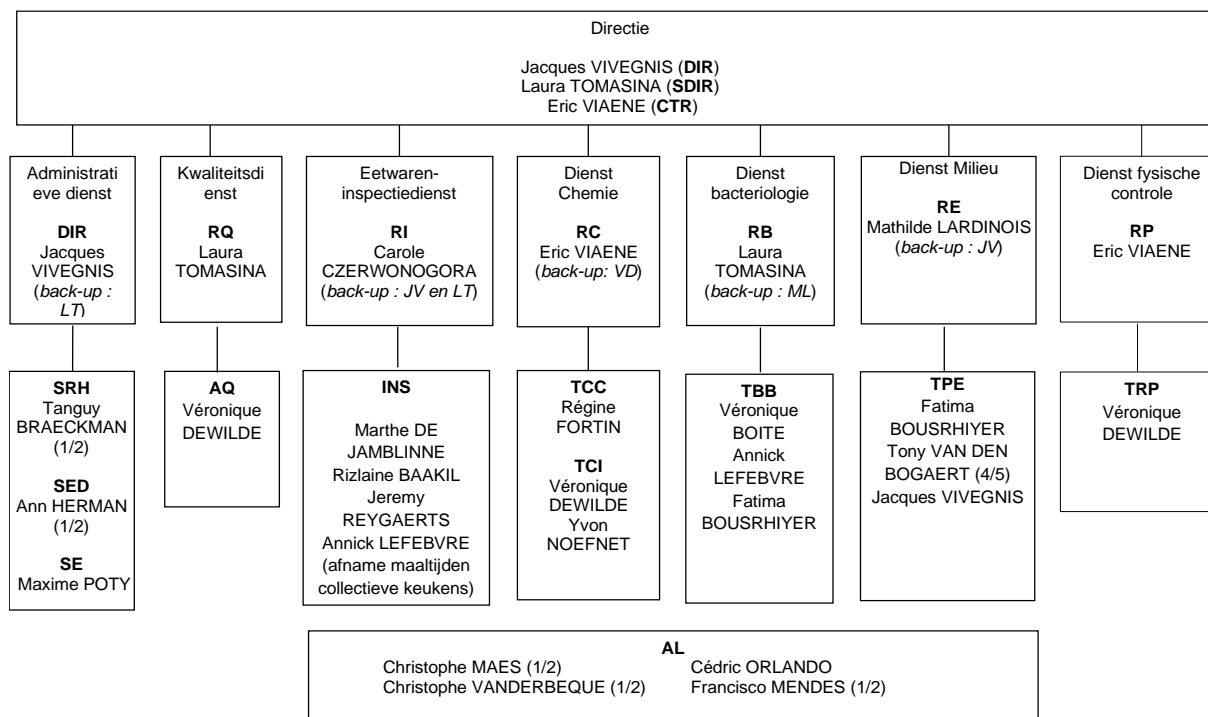 Directie
Jacques VIVEGNIS (DIR)
Laura TOMASINA (SDIR)
Eric VIAENE (CTR)
Administrati
eve dienst
DIR
Jacques
VIVEGNIS
(back-up :
LT)
Kwaliteitsdi
enst
RQ
Laura
TOMASINA
Eetwaren-
inspectiedienst
RI
Carole
CZERWONOGORA
(back-up : JV en LT)
Dienst
Chemie
RC
Eric VIAENE
(back-up: VD)
Dienst
bacteriologie
RB
Laura
TOMASINA
(back-up : ML)
Dienst Milieu
RE
Mathilde LARDINOIS
(back-up : JV)
Dienst fysische
controle
RP
Eric VIAENE
SRH
Tanguy
BRAECKMAN
(1/2)
SED
Ann HERMAN
(1/2)
SE
Maxime POTY
AQ
Véronique
DEWILDE
INS
Marthe DE
JAMBLINNE
Rizlaine BAAKIL
Jeremy
REYGAERTS
Annick LEFEBVRE
(afname maaltijden
collectieve keukens)
TCC
Régine
FORTIN
TCI
Véronique
DEWILDE
Yvon
NOEFNET
TBB
Véronique
BOITE
Annick
LEFEBVRE
Fatima
BOUSRHIYER
TPE
Fatima
BOUSRHIYER
Tony VAN DEN
BOGAERT (4/5)
Jacques VIVEGNIS
TRP
Véronique
DEWILDE
AL
Christophe MAES (1/2) Cédric ORLANDO
Christophe VANDERBEQUE (1/2) Francisco MENDES (1/2)